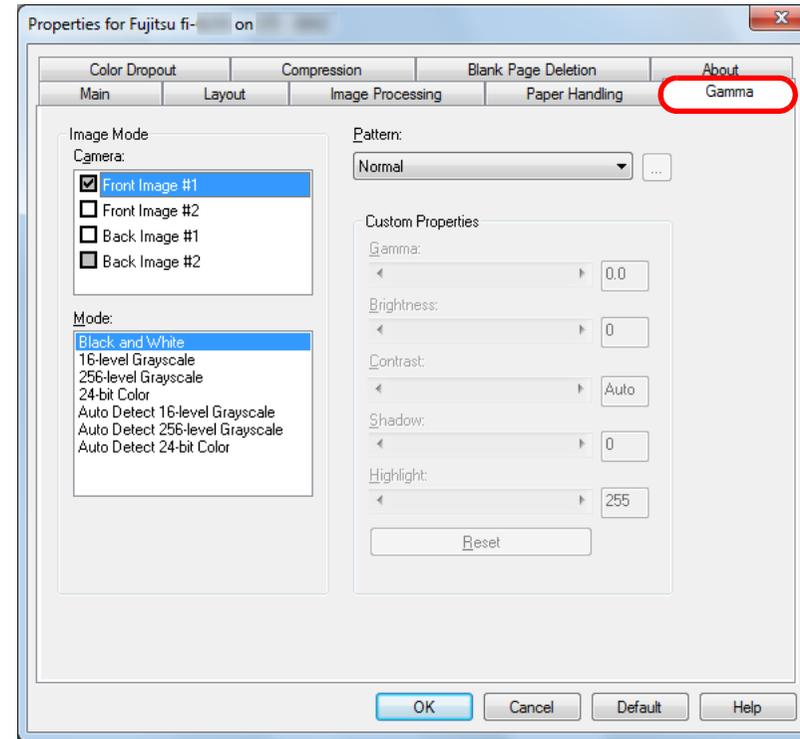 Properties for Fujitsu fi- on
Color Dropout Compression Blank Page Deletion About
Main Layout Image Processing Paper Handling Gamma
Image Mode
Camera:
Front Image #1
Front Image #2
Back Image #1
Back Image #2
Mode:
Black and White
16-level Grayscale
256-level Grayscale
24-bit Color
Auto Detect 16-level Grayscale
Auto Detect 256-level Grayscale
Auto Detect 24-bit Color
Pattern:
Normal ...
Custom Properties
Gamma:
0.0
Brightness:
0
Contrast:
Auto
Shadow:
0
Highlight:
255
Reset
OK Cancel Default Help